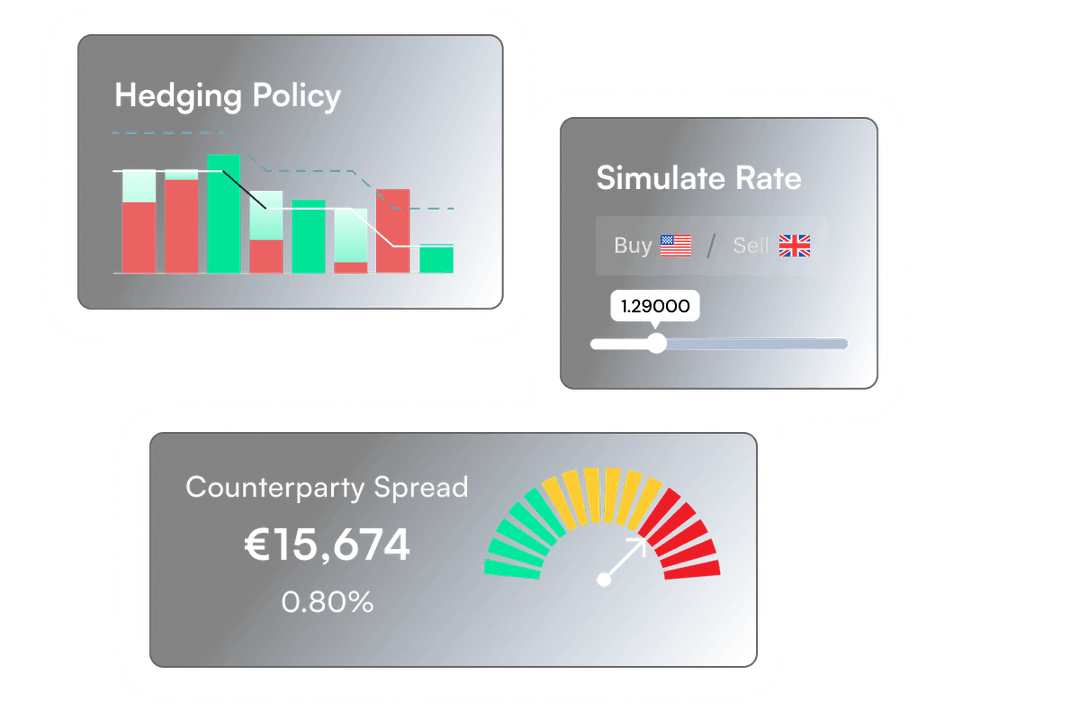 Hedging Policy
Simulate Rate
Buy / Sell
1.29000
Counterparty Spread
€15,674
0.80%